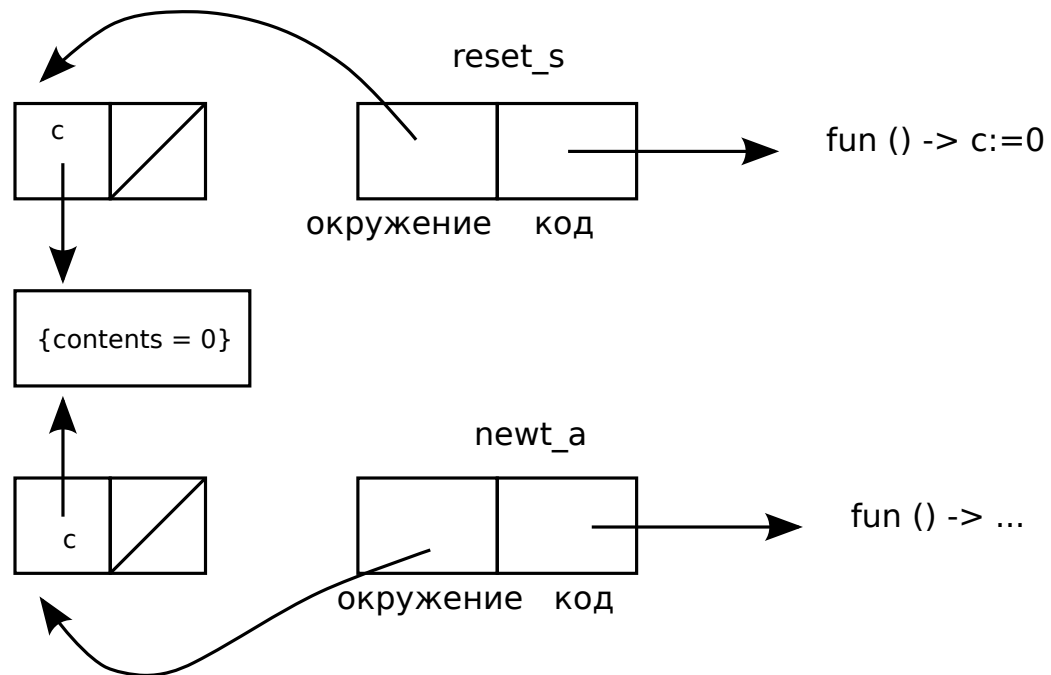 reset_s
c
fun () -> c:=0
окружение код
{contents = 0}
newt_a
c
fun () -> ...
окружение код